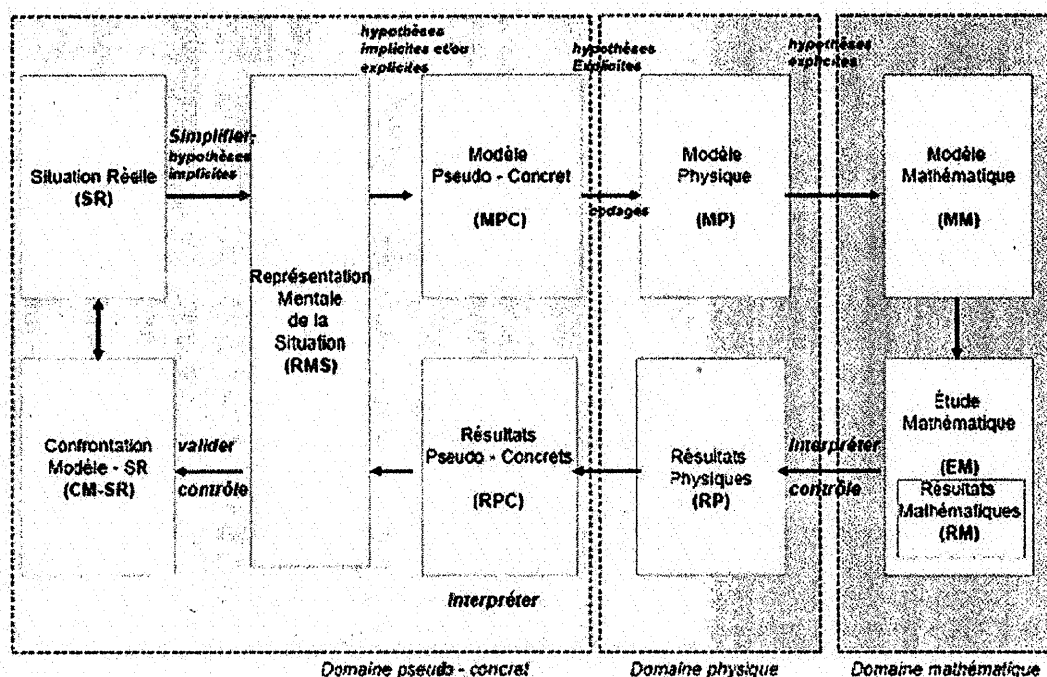 hypothèses
implicites et/ou
explicites
hypothèses
Explicites
hypothèses
explicites
Situation Réelle
(SR)
Simplifier,
hypothèses
implicites
Représentation
Mentale
de la
Situation
(RMS)
Modèle
Pseudo - Concret
(MPC)
codages
Modèle
Physique
(MP)
Modèle
Mathématique
(MM)
Confrontation
Modèle - SR
(CM-SR)
valider
contrôle
Résultats
Pseudo - Concrets
(RPC)
Résultats
Physiques
(RP)
Interpréter
contrôle
Étude
Mathématique
(EM)
Résultats
Mathématiques
(RM)
Interpréter
Domaine pseudo - concret
Domaine physique
Domaine mathématique